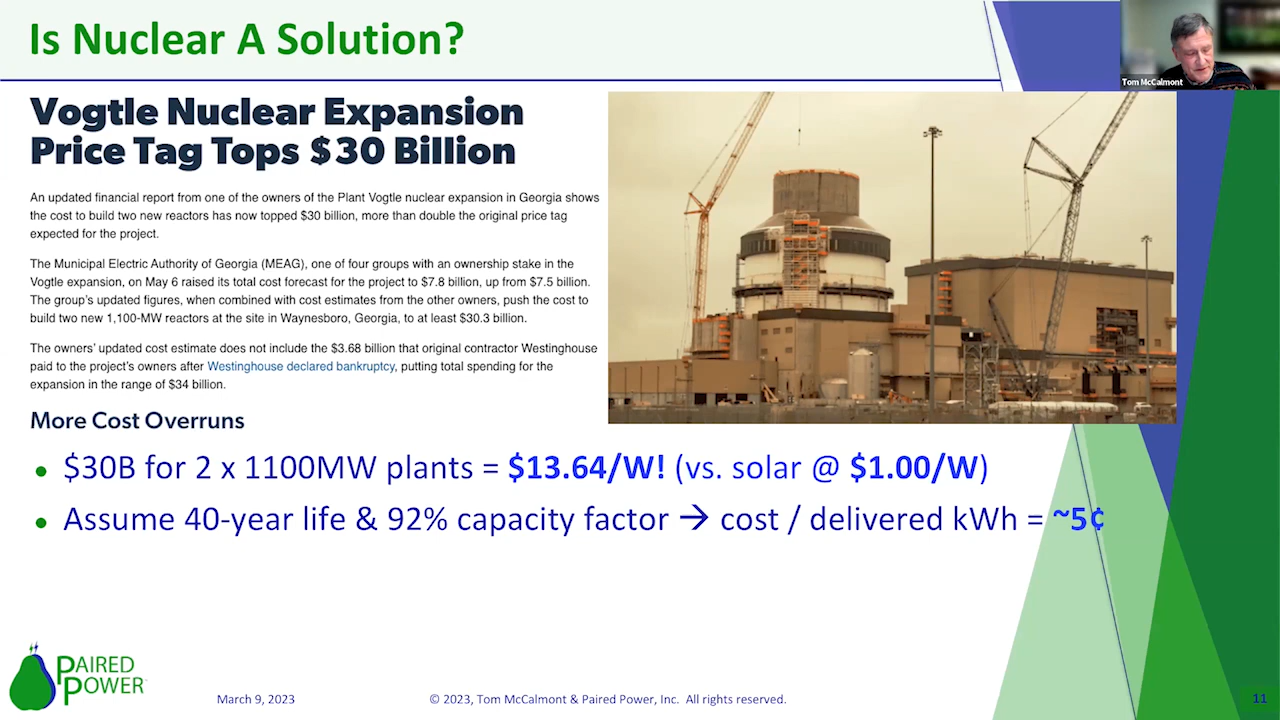 Is Nuclear A Solution?
Tom McCalmont
Vogtle Nuclear Expansion
Price Tag Tops $30 Billion
An updated financial report from one of the owners of the Plant Vogtle nuclear expansion in Georgia shows
the cost to build two new reactors has now topped $30 billion, more than double the original price tag
expected for the project.
The Municipal Electric Authority of Georgia (MEAG), one of four groups with an ownership stake in the
Vogtle expansion, on May 6 raised its total cost forecast for the project to $7.8 billion, up from $7.5 billion.
The group's updated figures, when combined with cost estimates from the other owners, push the cost to
build two new 1,100-MW reactors at the site in Waynesboro, Georgia, to at least $30.3 billion.
The owners' updated cost estimate does not include the $3.68 billion that original contractor Westinghouse
paid to the project's owners after Westinghouse declared bankruptcy, putting total spending for the
expansion in the range of $34 billion.
More Cost Overruns
• $30B for 2 x 1100MW plants = $13.64/W! (vs. solar @ $1.00/W)
• Assume 40-year life & 92% capacity factor → cost / delivered kWh = ~5¢
PAIRED
POWER
March 9, 2023
© 2023, Tom McCalmont & Paired Power, Inc. All rights reserved.
11